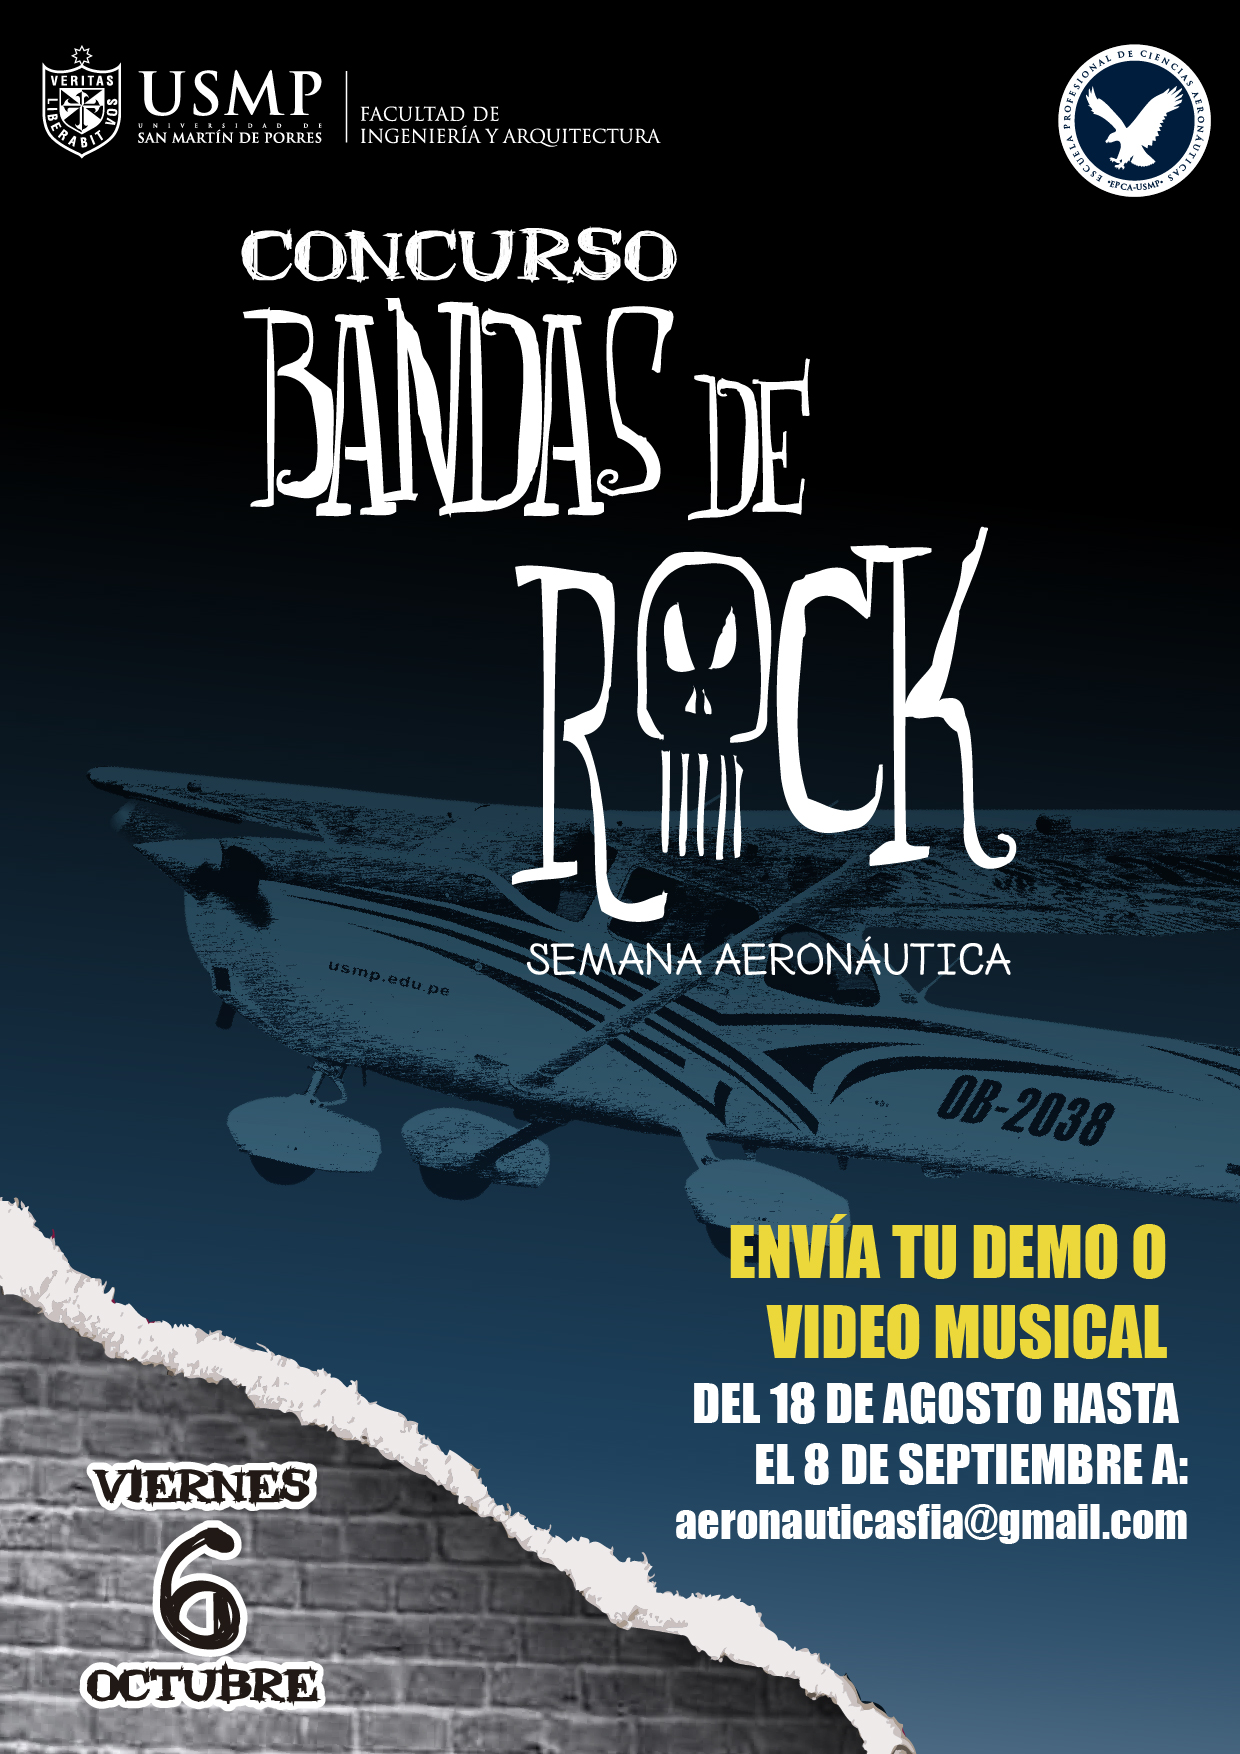 VERITAS
LIBERABIT VOS
USMP
UNIVERSIDAD DE
SAN MARTÍN DE PORRES
FACULTAD DE
INGENIERÍA Y ARQUITECTURA
ESCUELA PROFESIONAL DE CIENCIAS AERONÁUTICAS
•EPCA-USMP•
CONCURSO
BANDAS DE
ROCK
SEMANA AERONÁUTICA
usmp.edu.pe
OB-2038
ENVÍA TU DEMO O
VIDEO MUSICAL
DEL 18 DE AGOSTO HASTA
EL 8 DE SEPTIEMBRE A:
aeronauticasfia@gmail.com
VIERNES
6
OCTUBRE